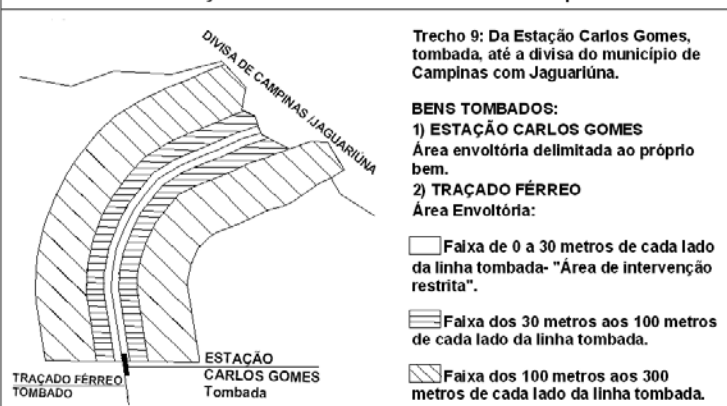 DIVISA DE CAMPINAS /JAGUARIÚNA
ESTAÇÃO
CARLOS GOMES
Tombada
TRAÇADO FÉRREO
TOMBADO
Trecho 9: Da Estação Carlos Gomes,
tombada, até a divisa do município de
Campinas com Jaguariúna.
BENS TOMBADOS:
1) ESTAÇÃO CARLOS GOMES
Área envoltória delimitada ao próprio
bem.
2) TRAÇADO FÉRREO
Área Envoltória:
Faixa de 0 a 30 metros de cada lado
da linha tombada- "Área de intervenção
restrita".
Faixa dos 30 metros aos 100 metros
de cada lado da linha tombada.
Faixa dos 100 metros aos 300
metros de cada lado da linha tombada.